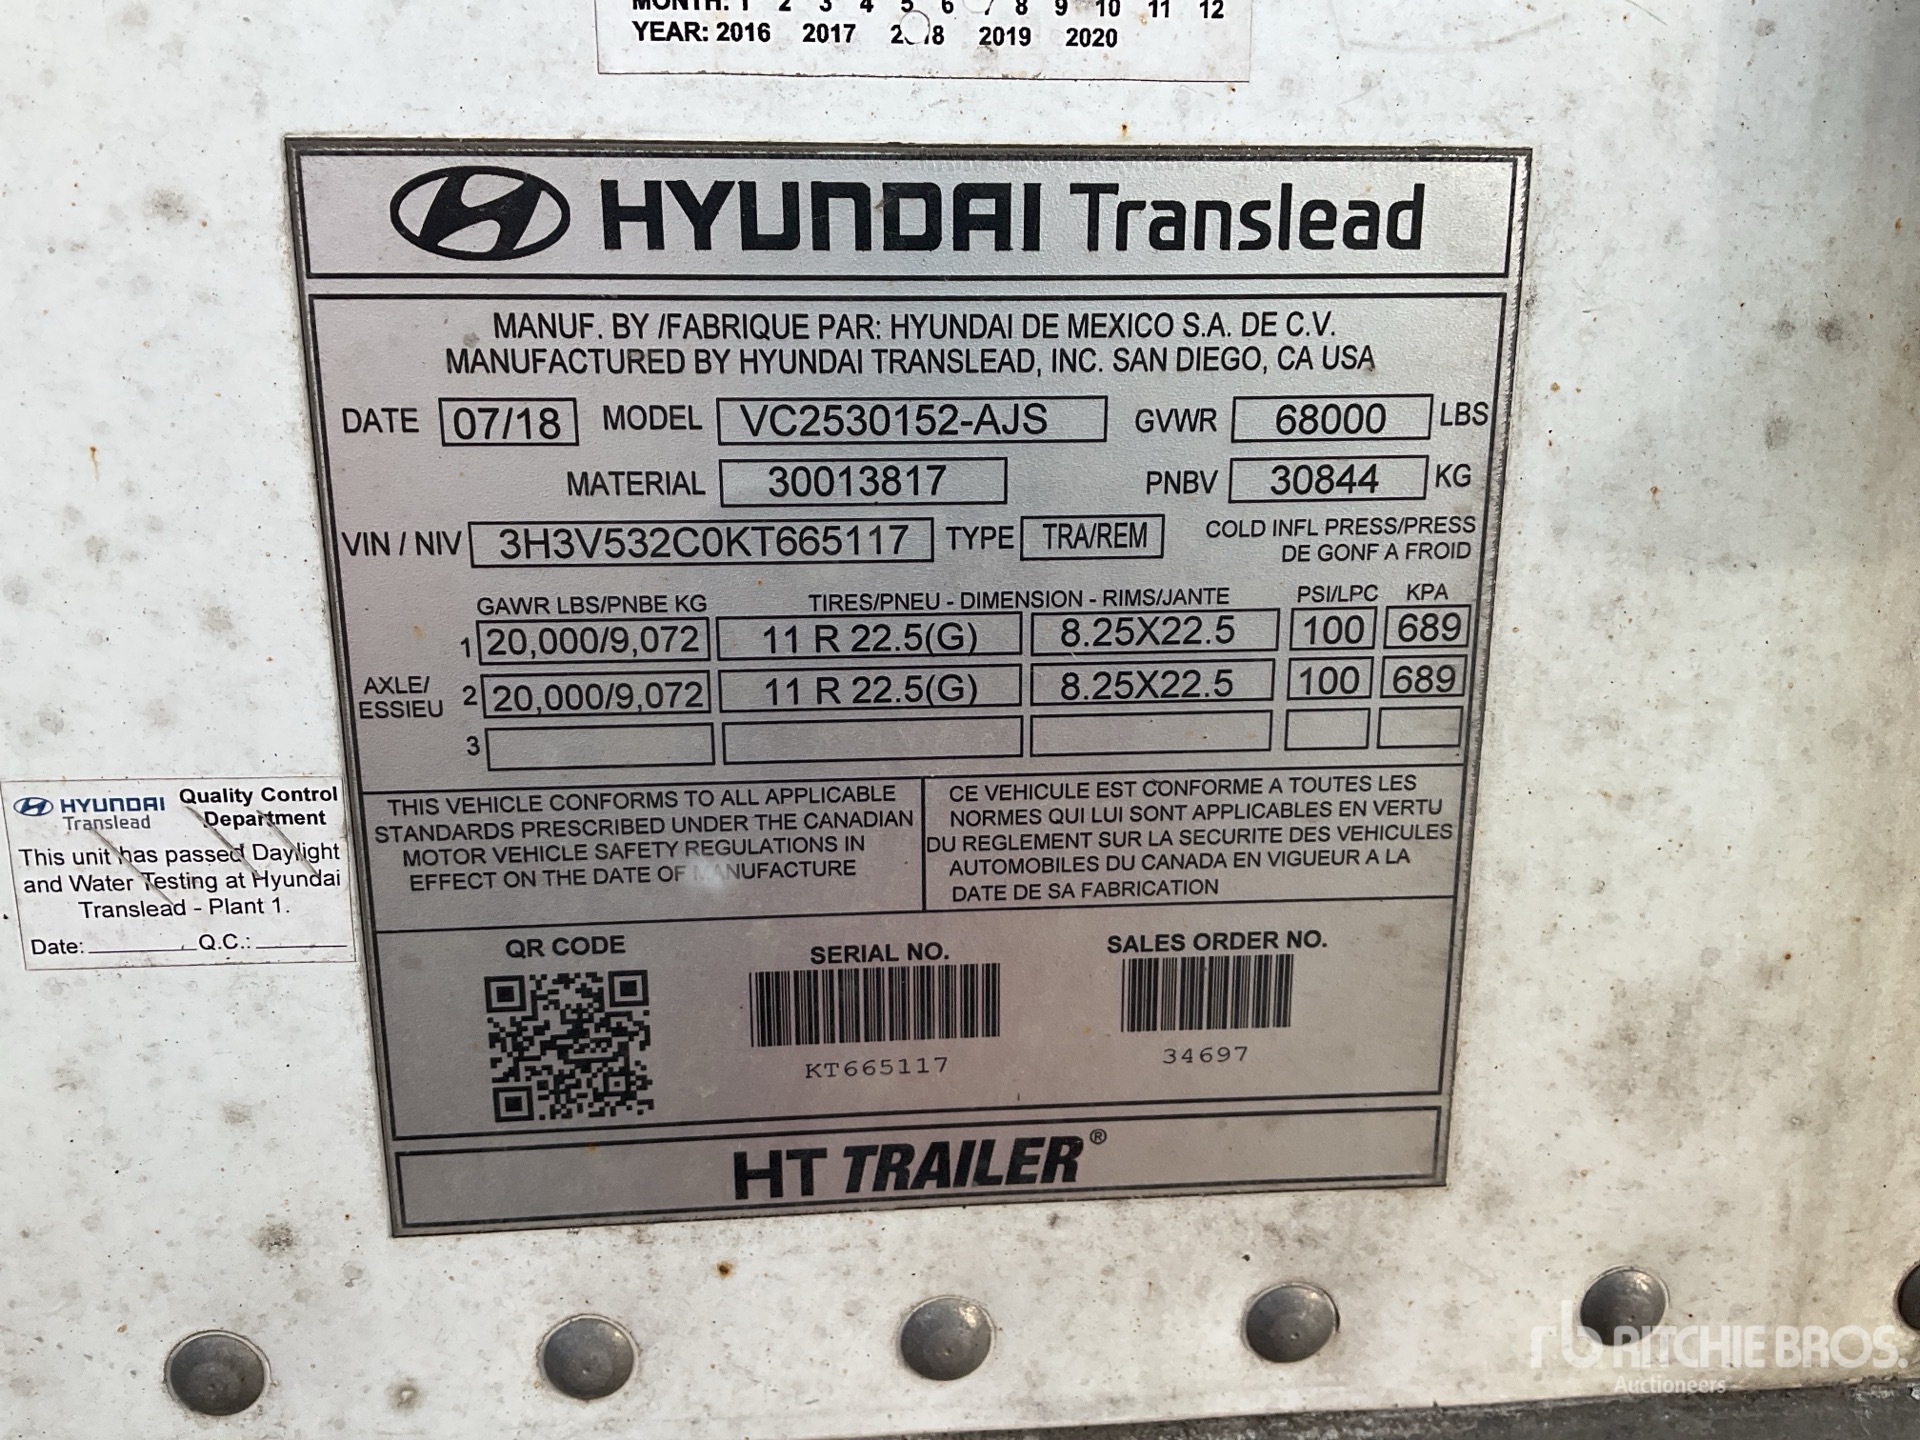 MONTH: 1 2 3 4 5 6 7 8 9 10 11 12
YEAR: 2016 2017 2018 2019 2020
HYUNDAI Translead
MANUF. BY /FABRIQUE PAR: HYUNDAI DE MEXICO S.A. DE C.V.
MANUFACTURED BY HYUNDAI TRANSLEAD, INC. SAN DIEGO, CA USA
DATE 07/18 MODEL VC2530152-AJS GVWR 68000 LBS
MATERIAL 30013817 PNBV 30844 KG
VIN / NIV 3H3V532C0KT665117 TYPE TRA/REM COLD INFL PRESS/PRESS
DE GONF A FROID
GAWR LBS/PNBE KG TIRES/PNEU - DIMENSION - RIMS/JANTE PSI/LPC KPA
1 20,000/9,072 11 R 22.5(G) 8.25X22.5 100 689
AXLE/
ESSIEU
2 20,000/9,072 11 R 22.5(G) 8.25X22.5 100 689
3
THIS VEHICLE CONFORMS TO ALL APPLICABLE
STANDARDS PRESCRIBED UNDER THE CANADIAN
MOTOR VEHICLE SAFETY REGULATIONS IN
EFFECT ON THE DATE OF MANUFACTURE
CE VEHICULE EST CONFORME A TOUTES LES
NORMES QUI LUI SONT APPLICABLES EN VERTU
DU REGLEMENT SUR LA SECURITE DES VEHICULES
AUTOMOBILES DU CANADA EN VIGUEUR A LA
DATE DE SA FABRICATION
QR CODE
SERIAL NO.
KT665117
SALES ORDER NO.
34697
HT TRAILER®
HYUNDAI Translead
Quality Control
Department
This unit has passed Daylight
and Water Testing at Hyundai
Translead - Plant 1.
Date: Q.C.:
rb RITCHIE BROS.
Auctioneers